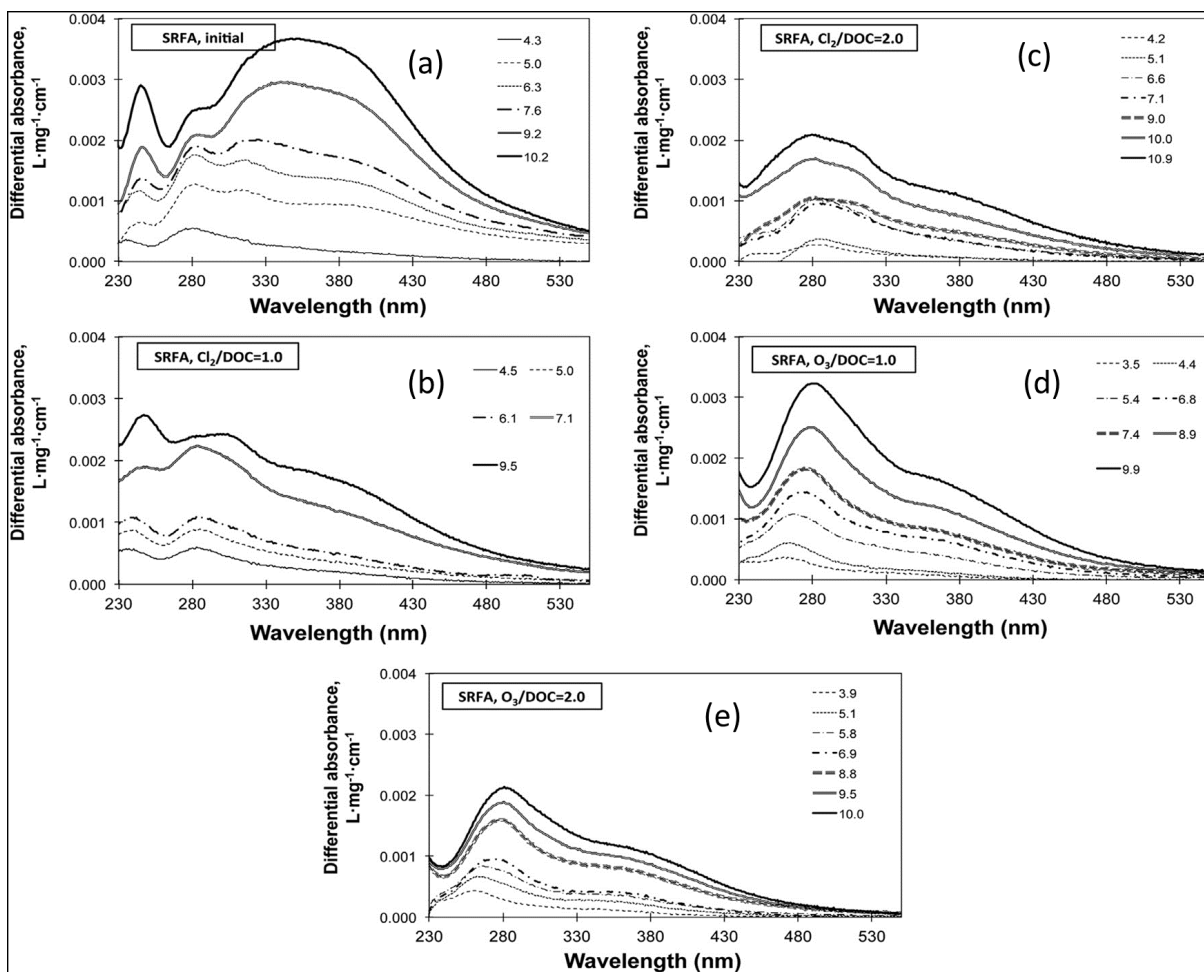 Differential absorbance,
L·mg⁻¹·cm⁻¹
0.004
0.003
0.002
0.001
0.000
SRFA, initial
(a)
4.3
5.0
6.3
7.6
9.2
10.2
230 280 330 380 430 480 530
Wavelength (nm)
Differential absorbance,
L·mg⁻¹·cm⁻¹
0.004
0.003
0.002
0.001
0.000
SRFA, Cl₂/DOC=2.0
(c)
4.2
5.1
6.6
7.1
9.0
10.0
10.9
230 280 330 380 430 480 530
Wavelength (nm)
Differential absorbance,
L·mg⁻¹·cm⁻¹
0.004
0.003
0.002
0.001
0.000
SRFA, Cl₂/DOC=1.0
(b)
4.5 5.0
6.1 7.1
9.5
230 280 330 380 430 480 530
Wavelength (nm)
Differential absorbance,
L·mg⁻¹·cm⁻¹
0.004
0.003
0.002
0.001
0.000
SRFA, O₃/DOC=1.0
(d)
3.5 4.4
5.4 6.8
7.4 8.9
9.9
230 280 330 380 430 480 530
Wavelength (nm)
Differential absorbance,
L·mg⁻¹·cm⁻¹
0.004
0.003
0.002
0.001
0.000
SRFA, O₃/DOC=2.0
(e)
3.9
5.1
5.8
6.9
8.8
9.5
10.0
230 280 330 380 430 480 530
Wavelength (nm)